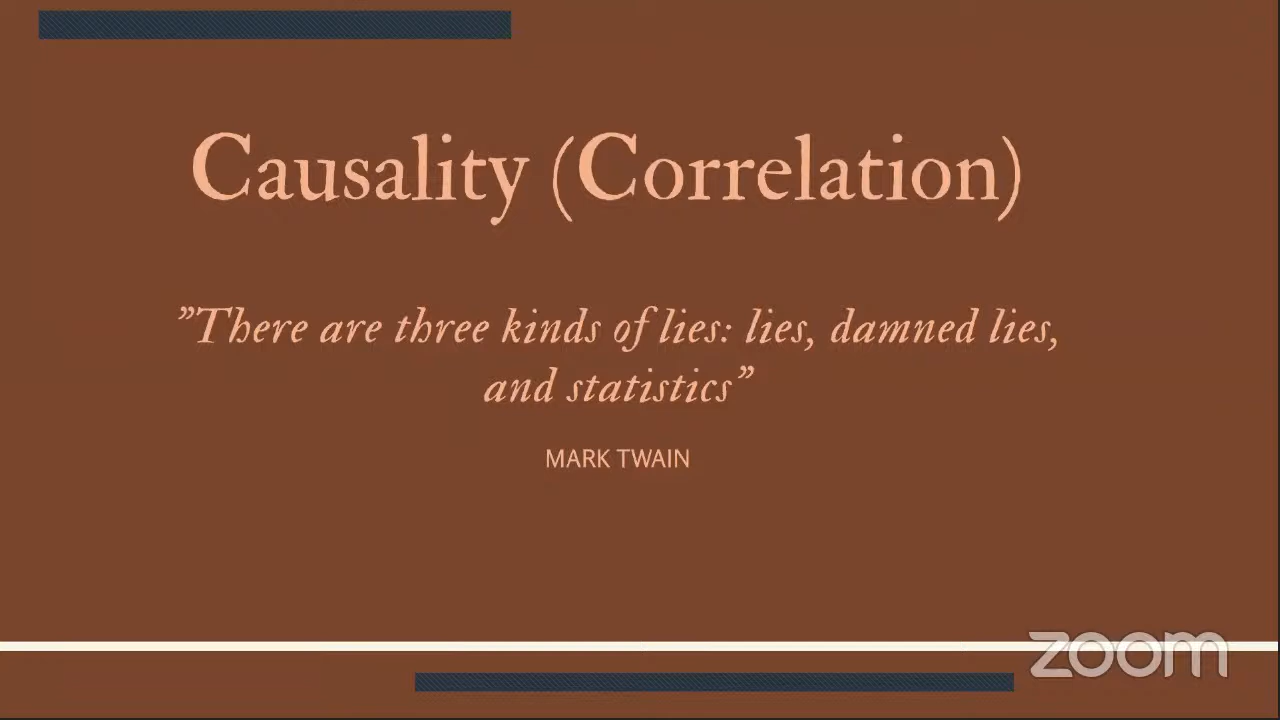 Causality (Correlation)
”There are three kinds of lies: lies, damned lies,
and statistics”
MARK TWAIN
zoom